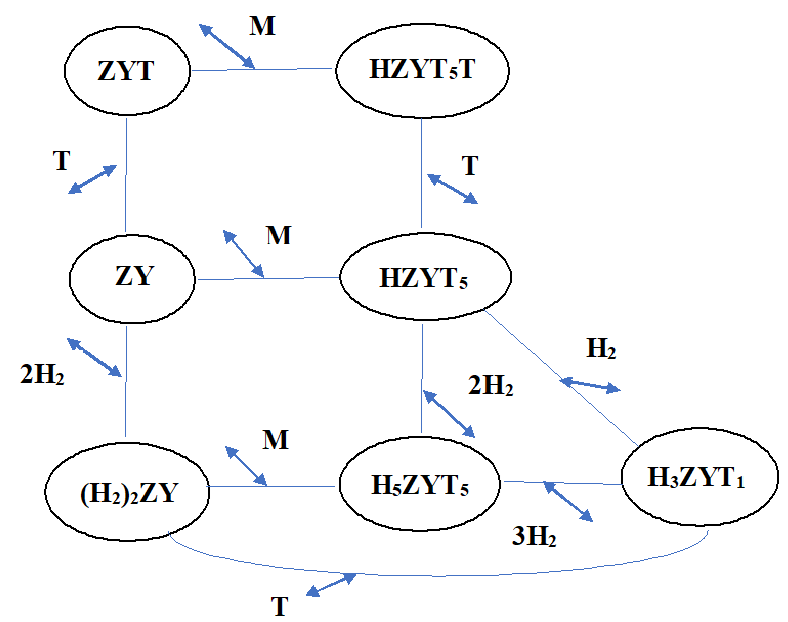 M
ZYT
HZYT₅T
T
T
M
ZY
HZYT₅
2H₂
H₂
2H₂
M
(H₂)₂ZY
H₅ZYT₅
H₃ZYT₁
3H₂
T